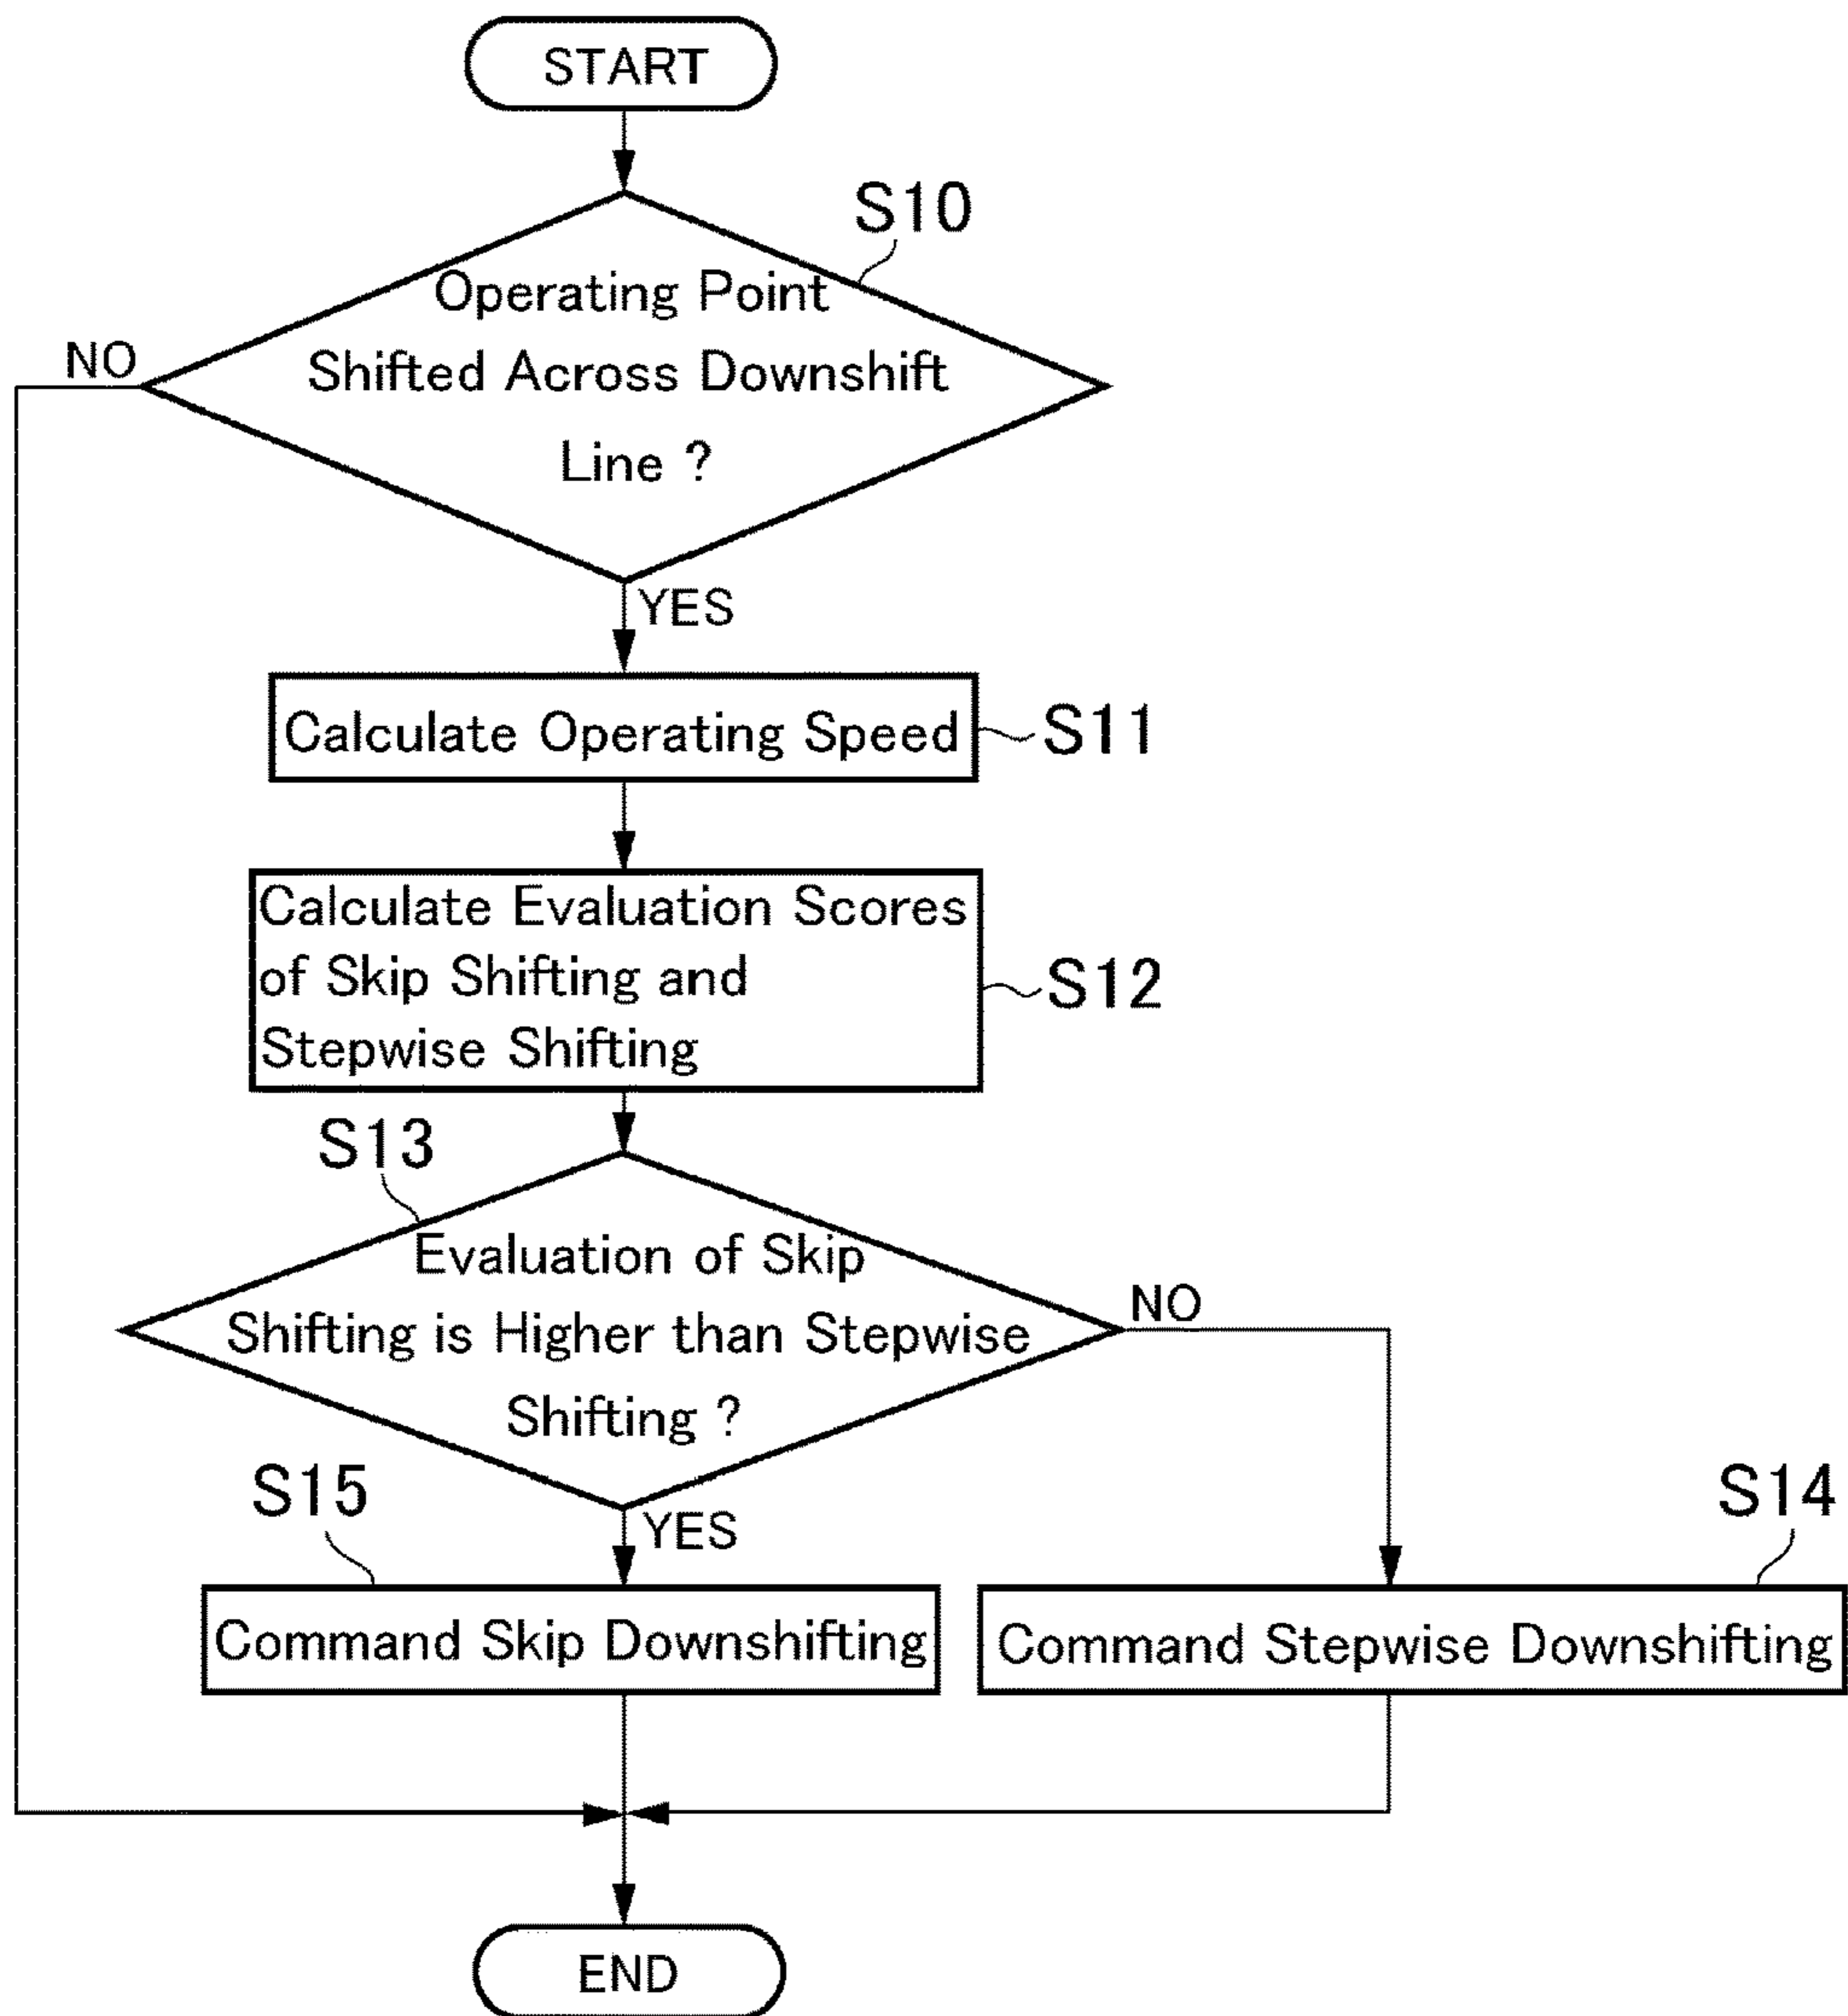 START
S10
Operating Point
Shifted Across Downshift
Line ?
NO
YES
Calculate Operating Speed
S11
Calculate Evaluation Scores
of Skip Shifting and
Stepwise Shifting
S12
S13
Evaluation of Skip
Shifting is Higher than Stepwise
Shifting ?
NO
YES
S15
S14
Command Skip Downshifting
Command Stepwise Downshifting
END